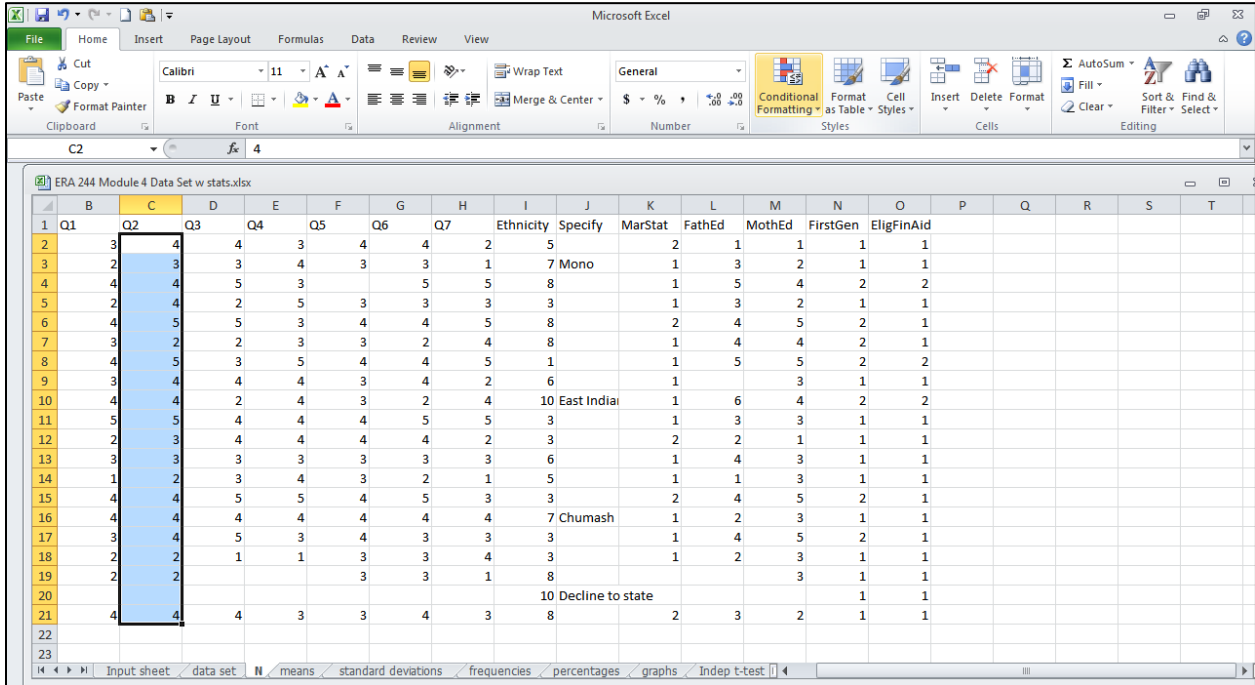 Microsoft Excel
File Home Insert Page Layout Formulas Data Review View
Cut
Copy
Format Painter
Paste
Calibri 11
B I U
Wrap Text
Merge & Center
General
$ % ,
Conditional Formatting
Format as Table
Cell Styles
Insert Delete Format
AutoSum
Fill
Clear
Sort & Filter
Find & Select
Clipboard Font Alignment Number Styles Cells Editing
C2 fx 4
ERA 244 Module 4 Data Set w stats.xlsx
B C D E F G H I J K L M N O P Q R S T
1 Q1 Q2 Q3 Q4 Q5 Q6 Q7 Ethnicity Specify MarStat FathEd MothEd FirstGen EligFinAid
2 3 4 4 3 4 4 2 5 2 1 1 1 1
3 2 3 3 4 3 3 1 7 Mono 1 3 2 1 1
4 4 4 5 3 5 5 8 1 5 4 2 2
5 2 4 2 5 3 3 3 3 1 3 2 1 1
6 4 5 5 3 4 4 5 8 2 4 5 2 1
7 3 2 2 3 3 2 4 8 1 4 4 2 1
8 4 5 3 5 4 4 5 1 1 5 5 2 2
9 3 4 4 4 3 4 2 6 1 3 1 1
10 4 4 2 4 3 2 4 10 East India 1 6 4 2 2
11 5 5 4 4 4 5 5 3 1 3 3 1 1
12 2 3 4 4 4 4 2 3 2 2 1 1 1
13 3 3 3 3 3 3 3 6 1 4 3 1 1
14 1 2 3 4 3 2 1 5 1 1 3 1 1
15 4 4 5 5 4 5 3 3 2 4 5 2 1
16 4 4 4 4 4 4 4 7 Chumash 1 2 3 1 1
17 3 4 5 3 4 3 3 3 1 4 5 2 1
18 2 2 1 1 3 3 4 3 1 2 3 1 1
19 2 2 3 3 1 8 3 1 1
20 10 Decline to state 1 1
21 4 4 4 3 3 4 3 8 2 3 2 1 1
22
23
Input sheet data set N means standard deviations frequencies percentages graphs Indep t-test